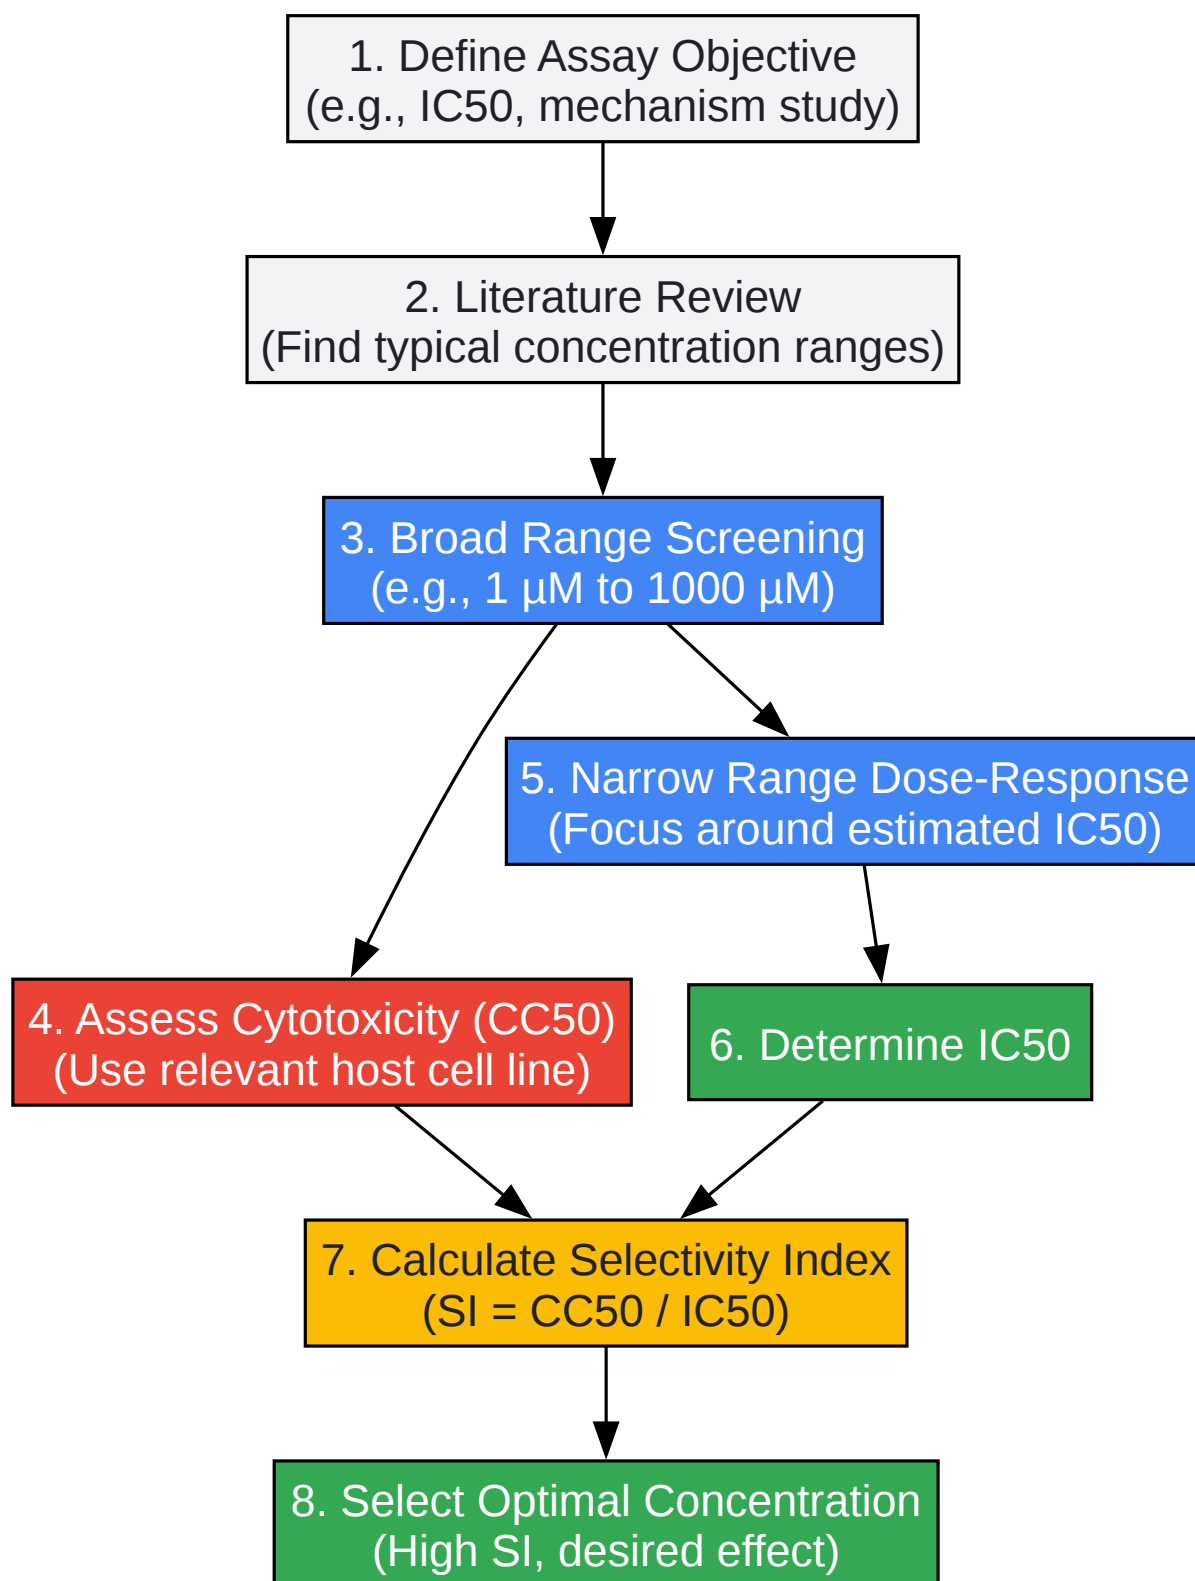 1. Define Assay Objective
(e.g., IC50, mechanism study)
2. Literature Review
(Find typical concentration ranges)
3. Broad Range Screening
(e.g., 1 µM to 1000 µM)
5. Narrow Range Dose-Response
(Focus around estimated IC50)
4. Assess Cytotoxicity (CC50)
(Use relevant host cell line)
6. Determine IC50
7. Calculate Selectivity Index
(SI = CC50 / IC50)
8. Select Optimal Concentration
(High SI, desired effect)